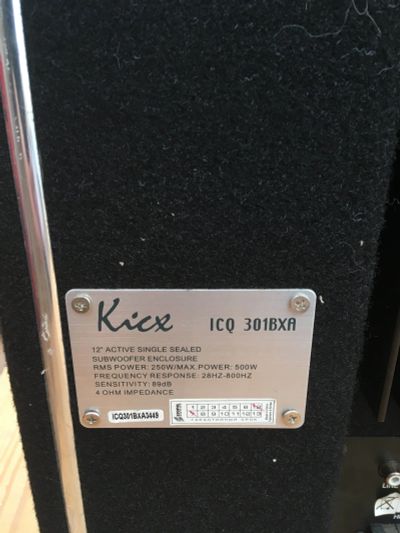 Kicx ICQ 301BXA
12" ACTIVE SINGLE SEALED
SUBWOOFER ENCLOSURE
RMS POWER: 250W/MAX.POWER: 500W
FREQUENCY RESPONSE: 28HZ-800HZ
SENSITIVITY: 89dB
4 OHM IMPEDANCE
ICQ301BXA3449
LINE